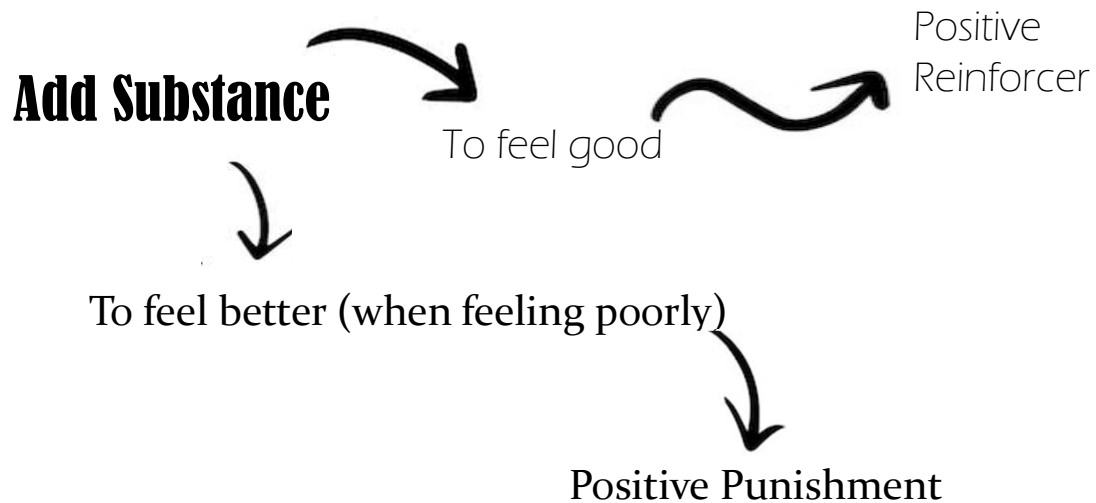 Positive
Reinforcer
Add Substance
To feel good
To feel better (when feeling poorly)
Positive Punishment